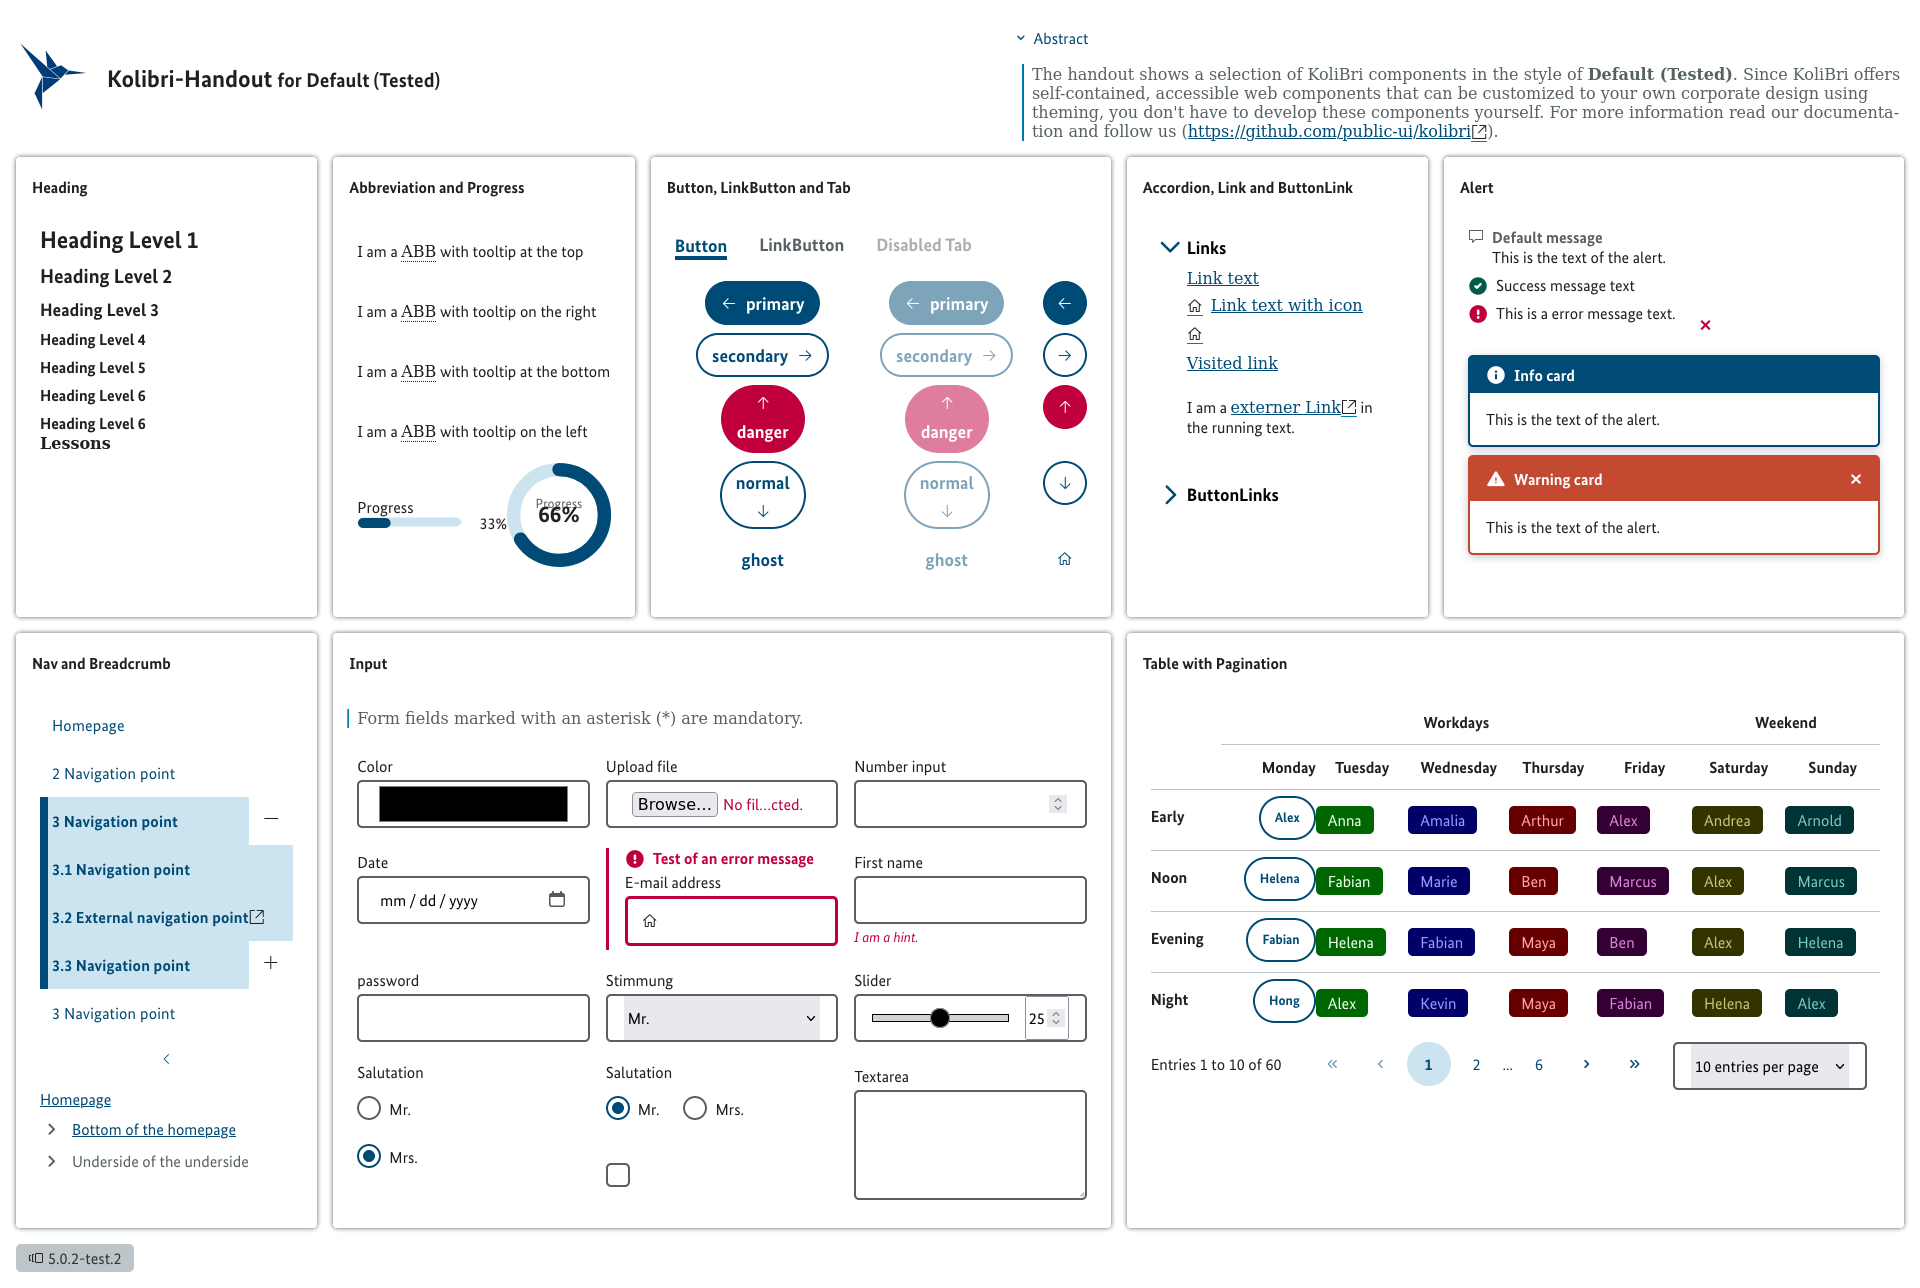 Kolibri-Handout for Default (Tested)
Abstract
The handout shows a selection of KoliBri components in the style of Default (Tested). Since KoliBri offers
self-contained, accessible web components that can be customized to your own corporate design using
theming, you don't have to develop these components yourself. For more information read our documenta-
tion and follow us (https://github.com/public-ui/kolibri).
Heading
Heading Level 1
Heading Level 2
Heading Level 3
Heading Level 4
Heading Level 5
Heading Level 6
Heading Level 6
Lessons
Abbreviation and Progress
I am a ABB with tooltip at the top
I am a ABB with tooltip on the right
I am a ABB with tooltip at the bottom
I am a ABB with tooltip on the left
Progress
33%
Progress
66%
Button, LinkButton and Tab
Button LinkButton Disabled Tab
primary primary
secondary secondary
danger danger
normal normal
ghost ghost
Accordion, Link and ButtonLink
Links
Link text
Link text with icon
Visited link
I am a externer Link in
the running text.
ButtonLinks
Alert
Default message
This is the text of the alert.
Success message text
This is a error message text.
Info card
This is the text of the alert.
Warning card
This is the text of the alert.
Nav and Breadcrumb
Homepage
2 Navigation point
3 Navigation point
3.1 Navigation point
3.2 External navigation point
3.3 Navigation point
3 Navigation point
Homepage
Bottom of the homepage
Underside of the underside
Input
Form fields marked with an asterisk (*) are mandatory.
Color
Upload file
Browse... No fil...cted.
Number input
Date
mm / dd / yyyy
Test of an error message
E-mail address
First name
I am a hint.
password
Stimmung
Mr.
Slider
25
Salutation
Mr.
Mrs.
Salutation
Mr. Mrs.
Textarea
Table with Pagination
Workdays Weekend
Monday Tuesday Wednesday Thursday Friday Saturday Sunday
Early Alex Anna Amalia Arthur Alex Andrea Arnold
Noon Helena Fabian Marie Ben Marcus Alex Marcus
Evening Fabian Helena Fabian Maya Ben Alex Helena
Night Hong Alex Kevin Maya Fabian Helena Alex
Entries 1 to 10 of 60 « ‹ 1 2 ... 6 › » 10 entries per page
5.0.2-test.2